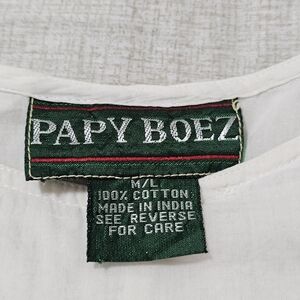 PAPY BOEZ
M/L
100% COTTON
MADE IN INDIA
SEE REVERSE
FOR CARE